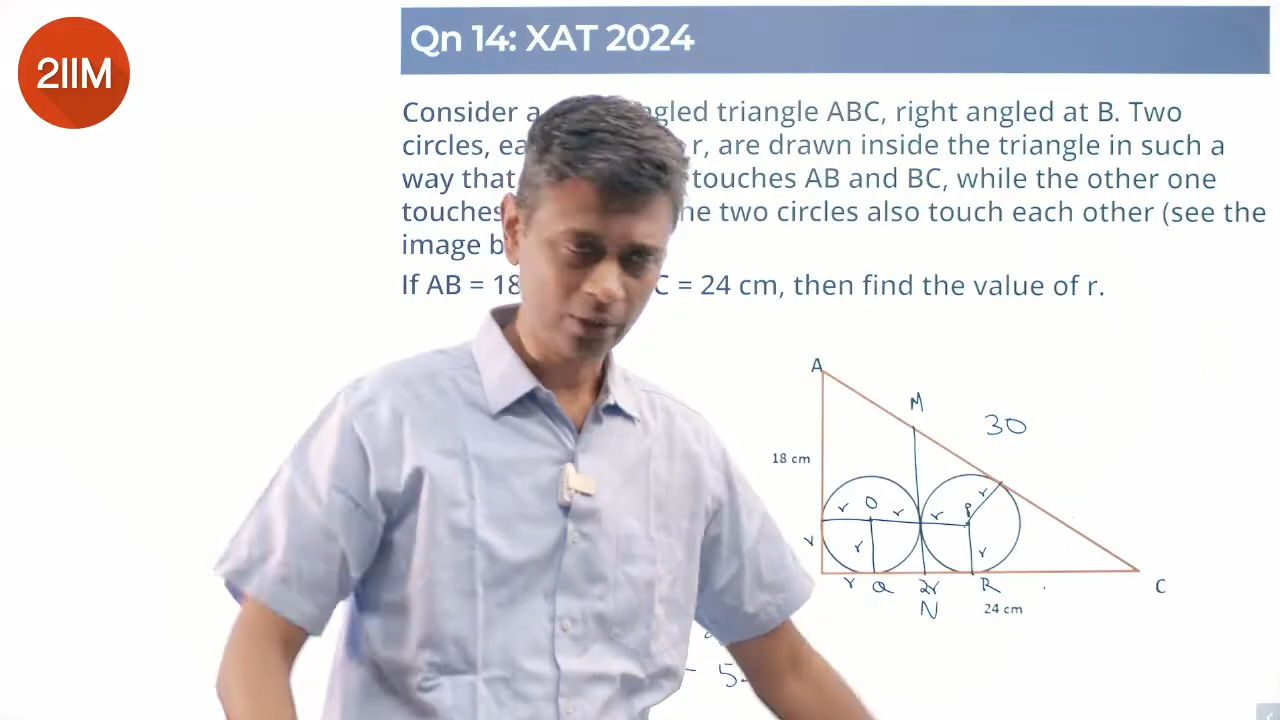 2IIM
Qn 14: XAT 2024
Consider a gled triangle ABC, right angled at B. Two
circles, ea r, are drawn inside the triangle in such a
way that touches AB and BC, while the other one
touches he two circles also touch each other (see the
image b
If AB = 18 C = 24 cm, then find the value of r.
A
M
30
18 cm
r O r r P r
r r r
r Q 2r R C
N 24 cm
- 5